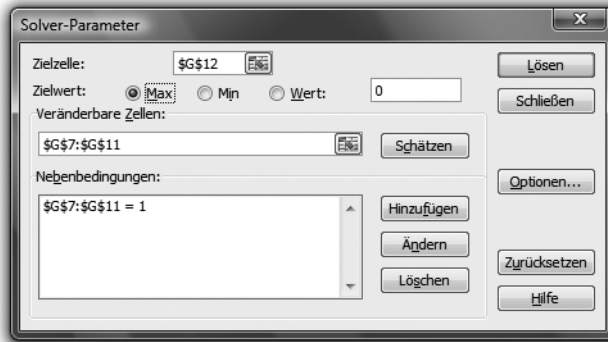 Solver-Parameter
Zielzelle: $G$12
Zielwert: Max Min Wert: 0
Veränderbare Zellen:
$G$7:$G$11
Schätzen
Nebenbedingungen:
$G$7:$G$11 = 1
Hinzufügen
Ändern
Löschen
Lösen
Schließen
Optionen...
Zurücksetzen
Hilfe